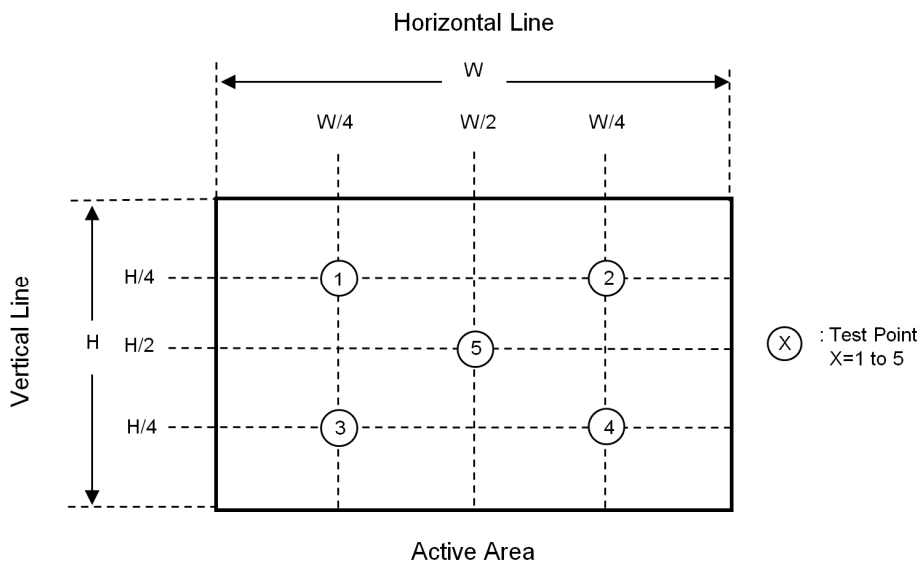 Horizontal Line
W
W/4 W/2 W/4
Vertical Line
H
H/4
1 2
H/2
5
X
: Test Point
X=1 to 5
H/4
3 4
Active Area